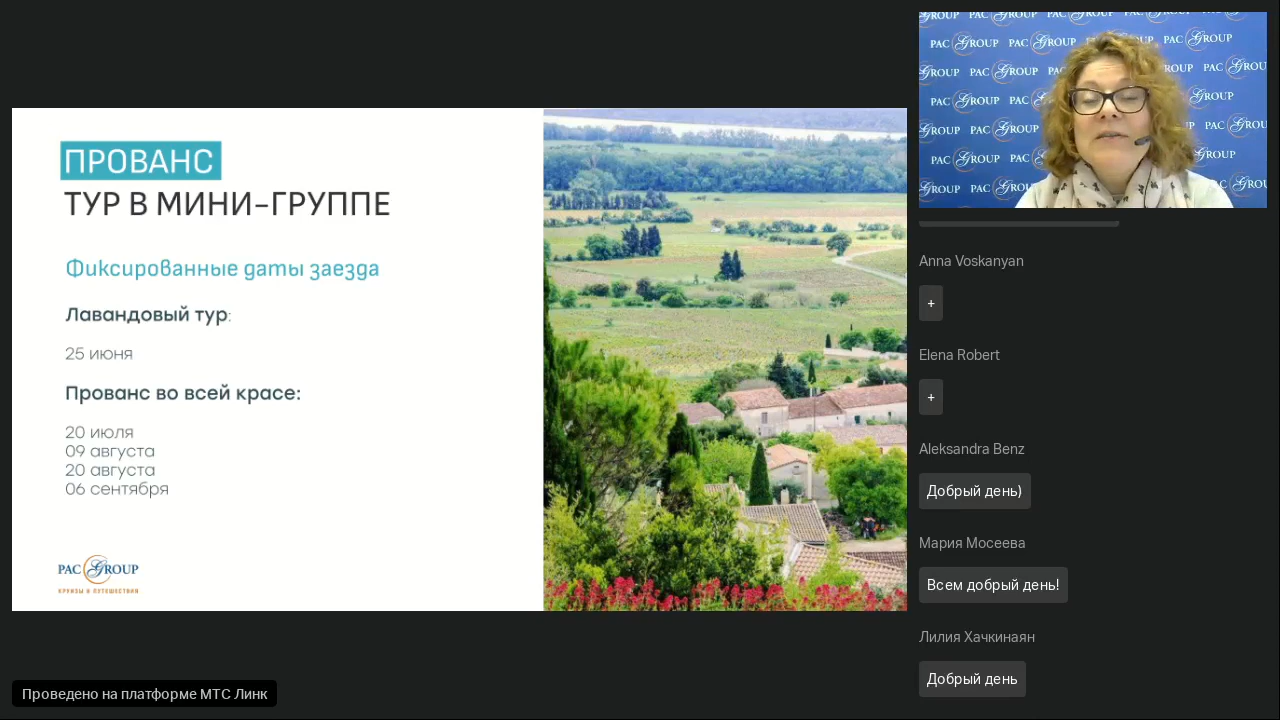 ПРОВАНС
ТУР В МИНИ-ГРУППЕ
Фиксированные даты заезда
Лавандовый тур:
25 июня
Прованс во всей красе:
20 июля
09 августа
20 августа
06 сентября
PAC GROUP
КРУИЗЫ И ПУТЕШЕСТВИЯ
Проведено на платформе МТС Линк
PAC GROUP
Anna Voskanyan
+
Elena Robert
+
Aleksandra Benz
Добрый день)
Мария Мосеева
Всем добрый день!
Лилия Хачкинаян
Добрый день